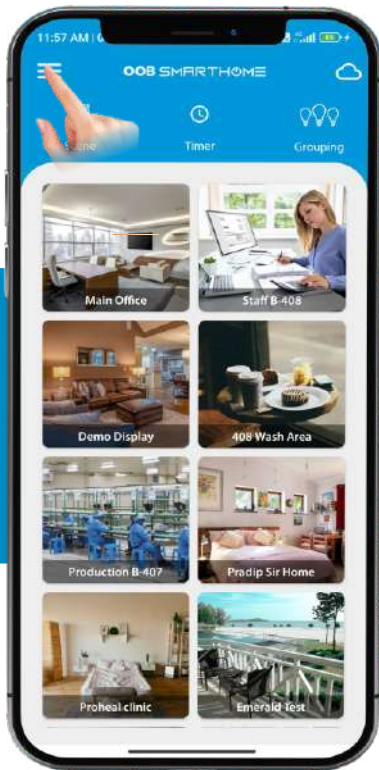 11:57 AM
OOB SMARTHOME
Scene
Timer
Grouping
Main Office
Staff B-408
Demo Display
408 Wash Area
Production B-407
Pradip Sir Home
Proheal clinic
Emerald Test